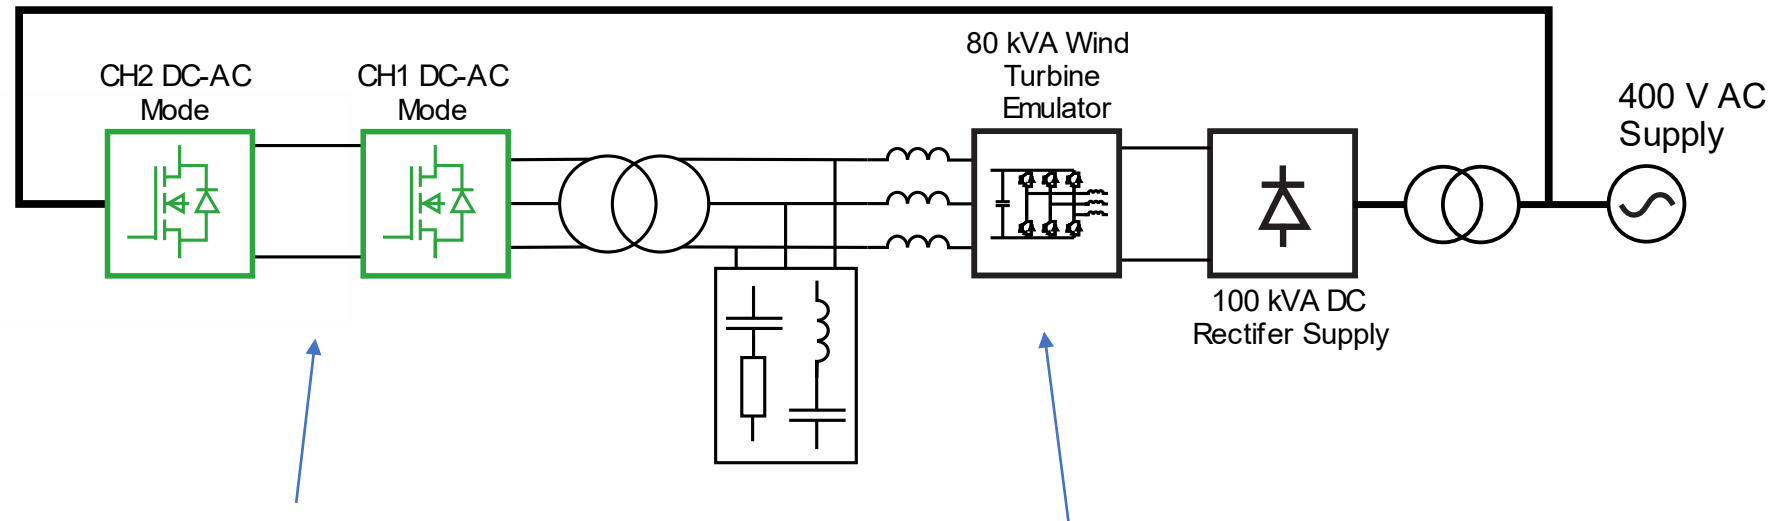 CH2 DC-AC
Mode
CH1 DC-AC
Mode
80 kVA Wind
Turbine
Emulator
400 V AC
Supply
100 kVA DC
Rectifer Supply